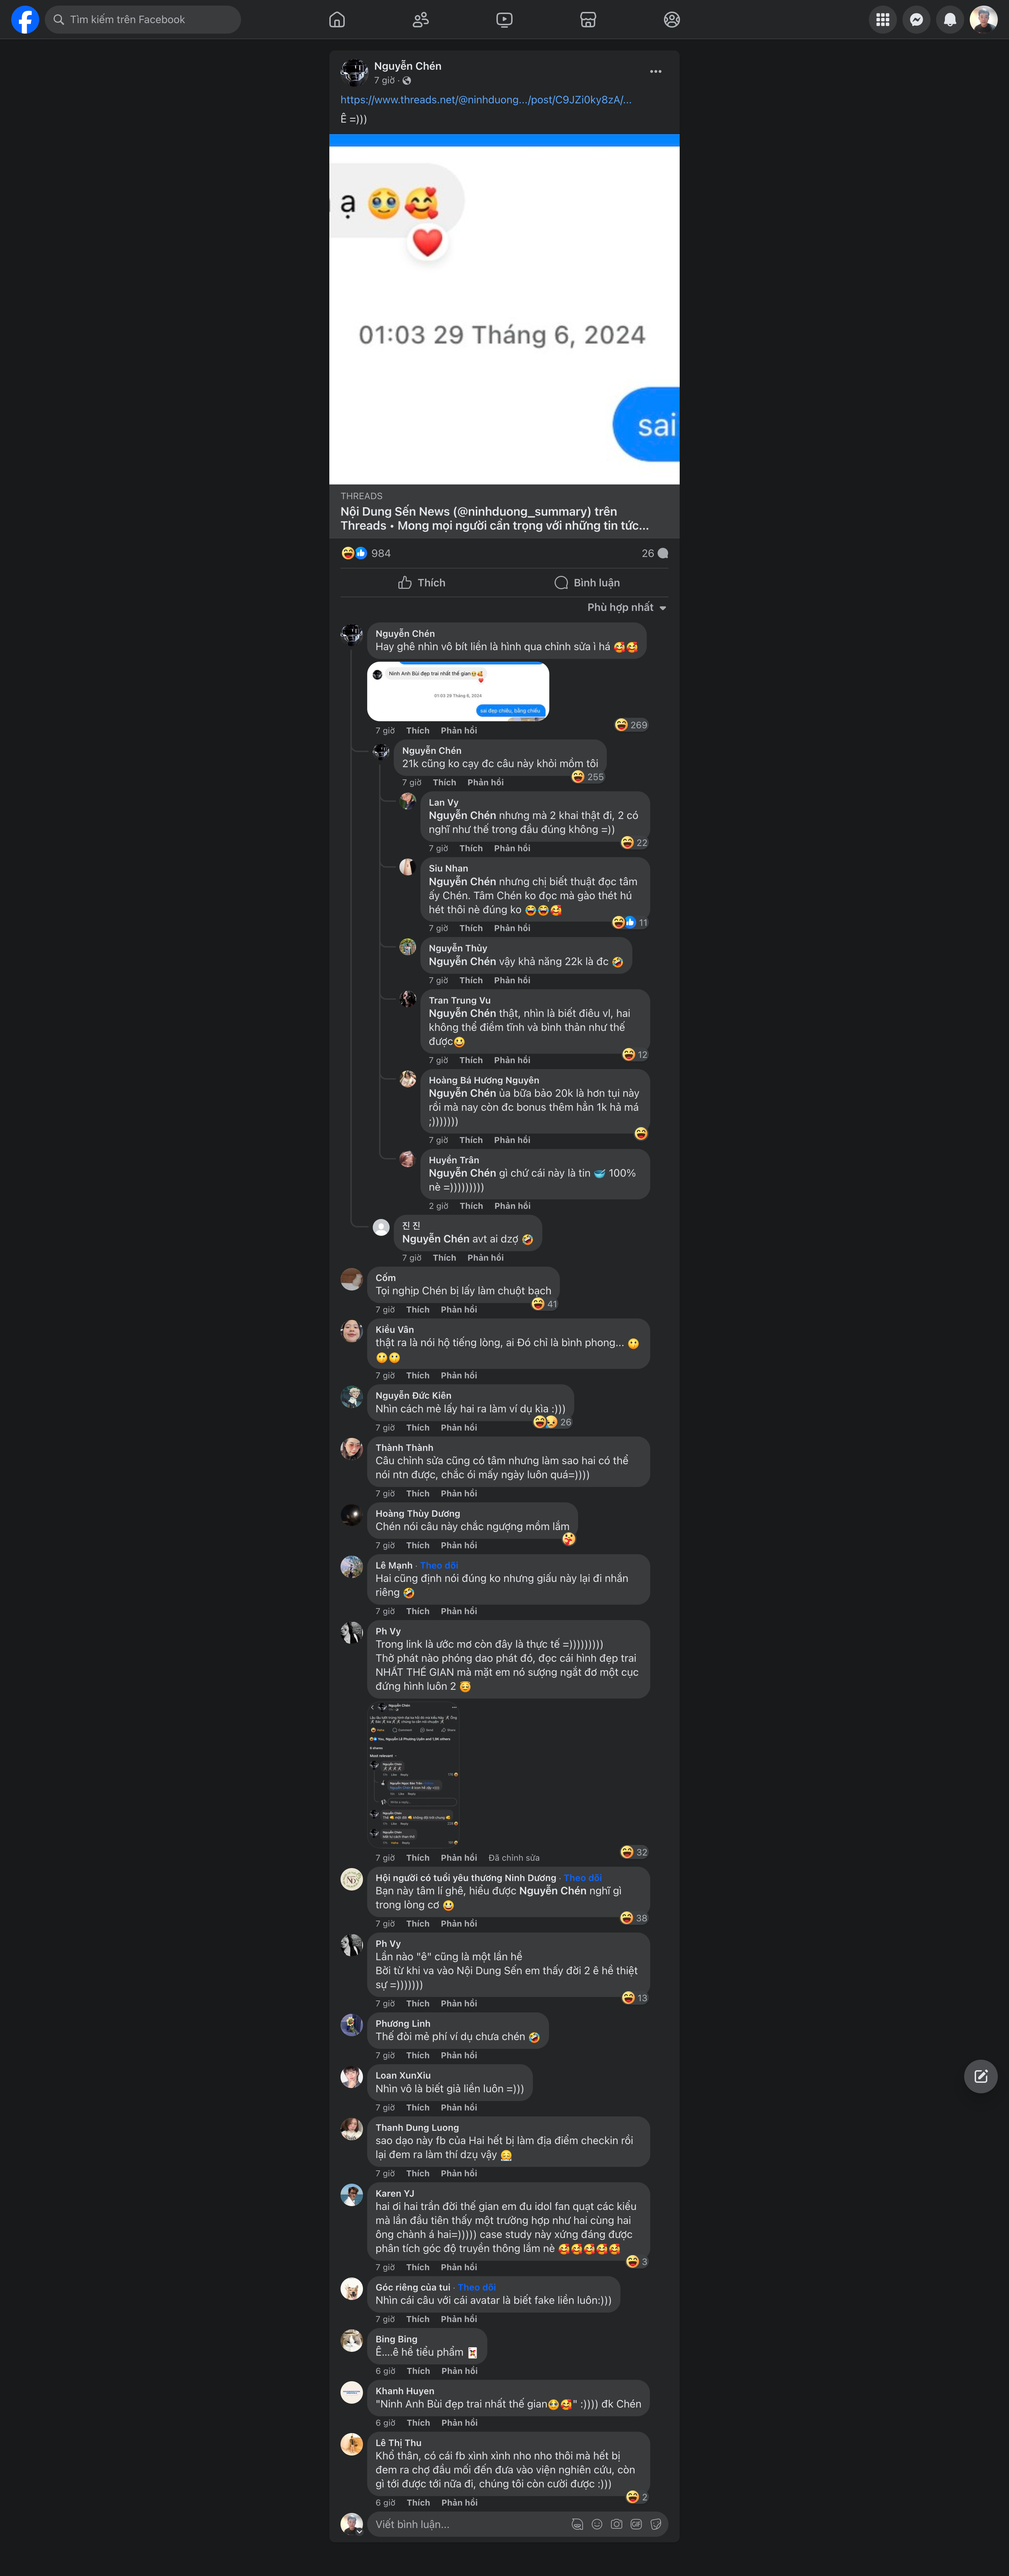 Tìm kiếm trên Facebook
Nguyễn Chén
7 giờ ·
https://www.threads.net/@ninhduong.../post/C9JZi0ky8zA/...
Ê =)))
ạ 🥹🥰
❤️
01:03 29 Tháng 6, 2024
sai
THREADS
Nội Dung Sến News (@ninhduong_summary) trên
Threads • Mong mọi người cẩn trọng với những tin tức...
984
26
Thích
Bình luận
Phù hợp nhất
Nguyễn Chén
Hay ghê nhìn vô bít liền là hình qua chỉnh sửa ì há 🥰🥰
Ninh Anh Bùi đẹp trai nhất thế gian🥹🥰
01:03 29 Tháng 6, 2024
sai đẹp chiếu, bằng chiếu
269
7 giờ Thích Phản hồi
Nguyễn Chén
21k cũng ko cạy đc câu này khỏi mồm tôi
255
7 giờ Thích Phản hồi
Lan Vy
Nguyễn Chén nhưng mà 2 khai thật đi, 2 có
nghĩ như thế trong đầu đúng không =))
22
7 giờ Thích Phản hồi
Siu Nhan
Nguyễn Chén nhưng chị biết thuật đọc tâm
ấy Chén. Tâm Chén ko đọc mà gào thét hú
hét thôi nè đúng ko 😂😂🥰
11
7 giờ Thích Phản hồi
Nguyễn Thủy
Nguyễn Chén vậy khả năng 22k là đc 🤣
7 giờ Thích Phản hồi
Tran Trung Vu
Nguyễn Chén thật, nhìn là biết điêu vl, hai
không thể điềm tĩnh và bình thản như thế
được😀
12
7 giờ Thích Phản hồi
Hoàng Bá Hương Nguyên
Nguyễn Chén ủa bữa bảo 20k là hơn tụi này
rồi mà nay còn đc bonus thêm hẳn 1k hả má
;)))))))
7 giờ Thích Phản hồi
Huyền Trân
Nguyễn Chén gì chứ cái này là tin 🥣 100%
nè =)))))))))
2 giờ Thích Phản hồi
진 진
Nguyễn Chén avt ai dzợ 🤣
7 giờ Thích Phản hồi
Cốm
Tọi nghịp Chén bị lấy làm chuột bạch
41
7 giờ Thích Phản hồi
Kiều Vân
thật ra là nói hộ tiếng lòng, ai Đó chỉ là bình phong... 🙂
🙂🙂
7 giờ Thích Phản hồi
Nguyễn Đức Kiên
Nhìn cách mẻ lấy hai ra làm ví dụ kìa :)))
26
7 giờ Thích Phản hồi
Thành Thành
Câu chỉnh sửa cũng có tâm nhưng làm sao hai có thể
nói ntn được, chắc ói mấy ngày luôn quá=))))
7 giờ Thích Phản hồi
Hoàng Thùy Dương
Chén nói câu này chắc ngượng mồm lắm
7 giờ Thích Phản hồi
Lê Mạnh · Theo dõi
Hai cũng định nói đúng ko nhưng giấu này lại đi nhắn
riêng 🤣
7 giờ Thích Phản hồi
Ph Vy
Trong link là ước mơ còn đây là thực tế =)))))))))
Thở phát nào phóng dao phát đó, đọc cái hình đẹp trai
NHẤT THẾ GIAN mà mặt em nó sượng ngắt đơ một cục
đứng hình luôn 2 😇
Nguyễn Chén
Most relevant
32
7 giờ Thích Phản hồi Đã chỉnh sửa
Hội người có tuổi yêu thương Ninh Dương · Theo dõi
Bạn này tâm lí ghê, hiểu được Nguyễn Chén nghĩ gì
trong lòng cơ 😃
38
7 giờ Thích Phản hồi
Ph Vy
Lần nào "ê" cũng là một lần hề
Bởi từ khi va vào Nội Dung Sến em thấy đời 2 ê hề thiệt
sự =)))))))
13
7 giờ Thích Phản hồi
Phương Linh
Thế đòi mẻ phí ví dụ chưa chén 🤣
7 giờ Thích Phản hồi
Loan XunXiu
Nhìn vô là biết giả liền luôn =)))
7 giờ Thích Phản hồi
Thanh Dung Luong
sao dạo này fb của Hai hết bị làm địa điểm checkin rồi
lại đem ra làm thí dzụ vậy 😊
7 giờ Thích Phản hồi
Karen YJ
hai ơi hai trần đời thế gian em đu idol fan quạt các kiểu
mà lần đầu tiên thấy một trường hợp như hai cùng hai
ông chành á hai=))))) case study này xứng đáng được
phân tích góc độ truyền thông lắm nè 🥰🥰🥰🥰🥰
3
7 giờ Thích Phản hồi
Góc riêng của tui · Theo dõi
Nhìn cái câu với cái avatar là biết fake liền luôn:)))
7 giờ Thích Phản hồi
Bing Bing
Ê....ê hề tiểu phẩm 🃏
6 giờ Thích Phản hồi
Khanh Huyen
"Ninh Anh Bùi đẹp trai nhất thế gian🥹🥰" :)))) đk Chén
6 giờ Thích Phản hồi
Lê Thị Thu
Khổ thân, có cái fb xình xình nho nho thôi mà hết bị
đem ra chợ đầu mối đến đưa vào viện nghiên cứu, còn
gì tới được tới nữa đi, chúng tôi còn cười được :)))
2
6 giờ Thích Phản hồi
Viết bình luận...